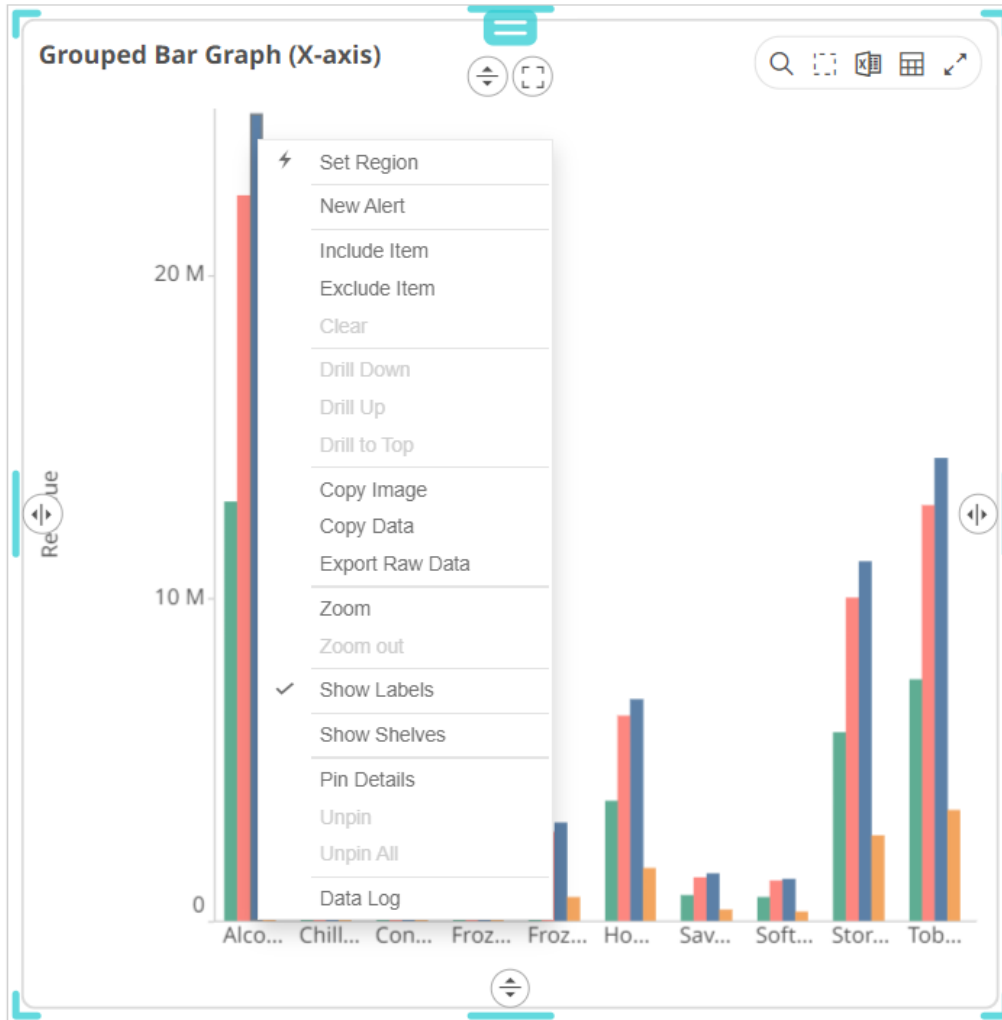 Grouped Bar Graph (X-axis)
Set Region
New Alert
Include Item
Exclude Item
Clear
Drill Down
Drill Up
Drill to Top
Copy Image
Copy Data
Export Raw Data
Zoom
Zoom out
Show Labels
Show Shelves
Pin Details
Unpin
Unpin All
Data Log
20 M
10 M
0
Alco... Chill... Con... Froz... Froz... Ho... Sav... Soft... Stor... Tob...